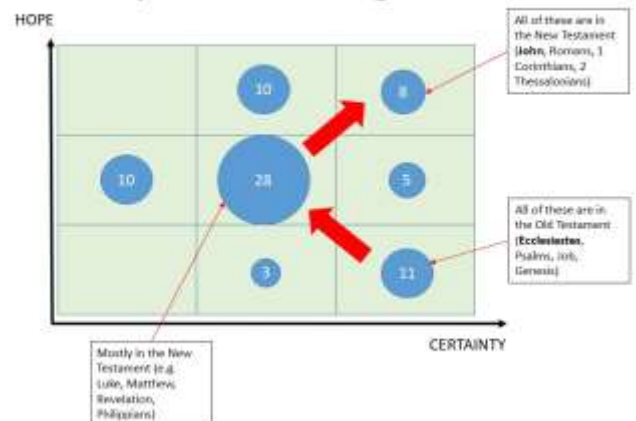 HOPE
All of these are in
the New Testament
(John, Romans, 1
Corinthians, 2
Thessalonians)
10
8
10
28
5
All of these are in
the Old Testament
(Ecclesiastes,
Psalms, Job,
Genesis)
3
11
CERTAINTY
Mostly in the New
Testament (e.g.
Luke, Matthew,
Revelation,
Philippians)